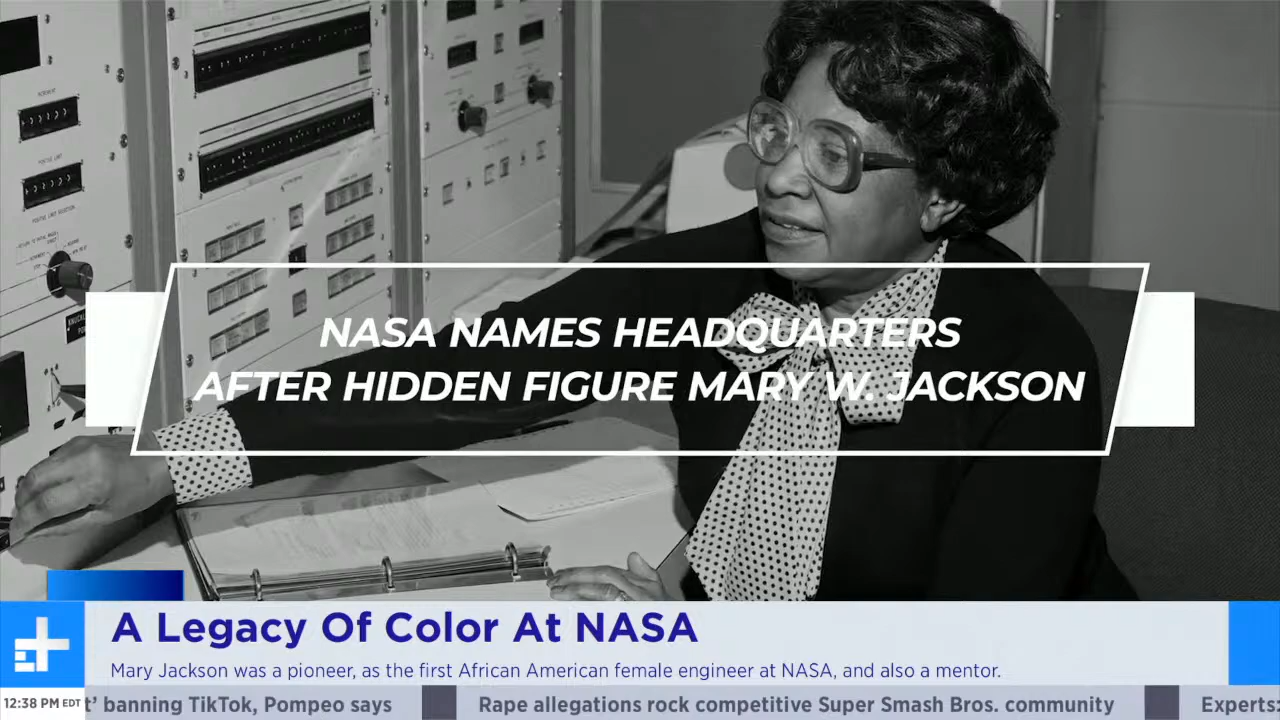 NASA NAMES HEADQUARTERS
AFTER HIDDEN FIGURE MARY W. JACKSON
A Legacy Of Color At NASA
Mary Jackson was a pioneer, as the first African American female engineer at NASA, and also a mentor.
12:38 PM EDT t’ banning TikTok, Pompeo says Rape allegations rock competitive Super Smash Bros. community Experts: